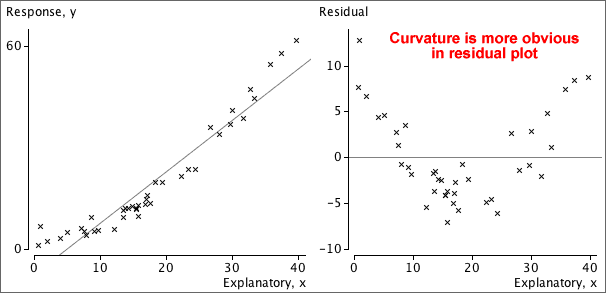 Response, y
60
0
0
10
20
30
40
Explanatory, x
Residual
Curvature is more obvious
in residual plot
10
5
0
−5
−10
0
10
20
30
40
Explanatory, x